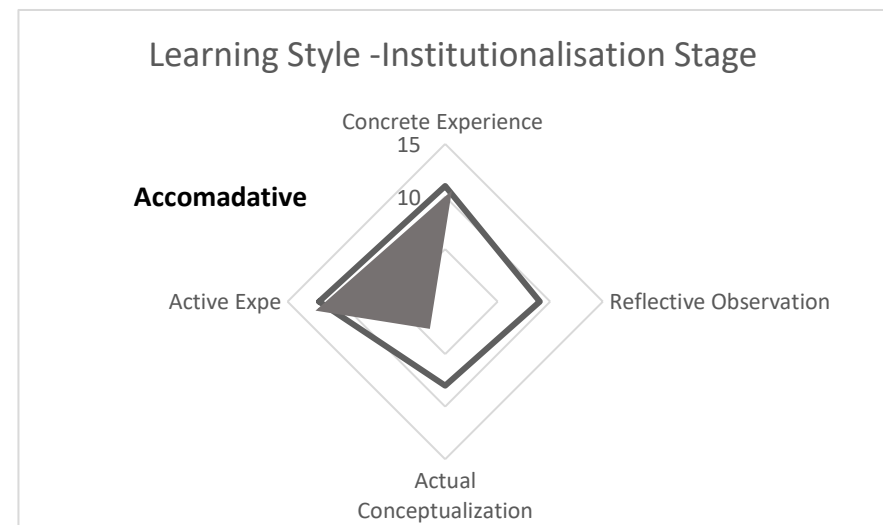 Learning Style -Institutionalisation Stage
Concrete Experience
15
Accomadative
10
Active Expe
Reflective Observation
Actual
Conceptualization